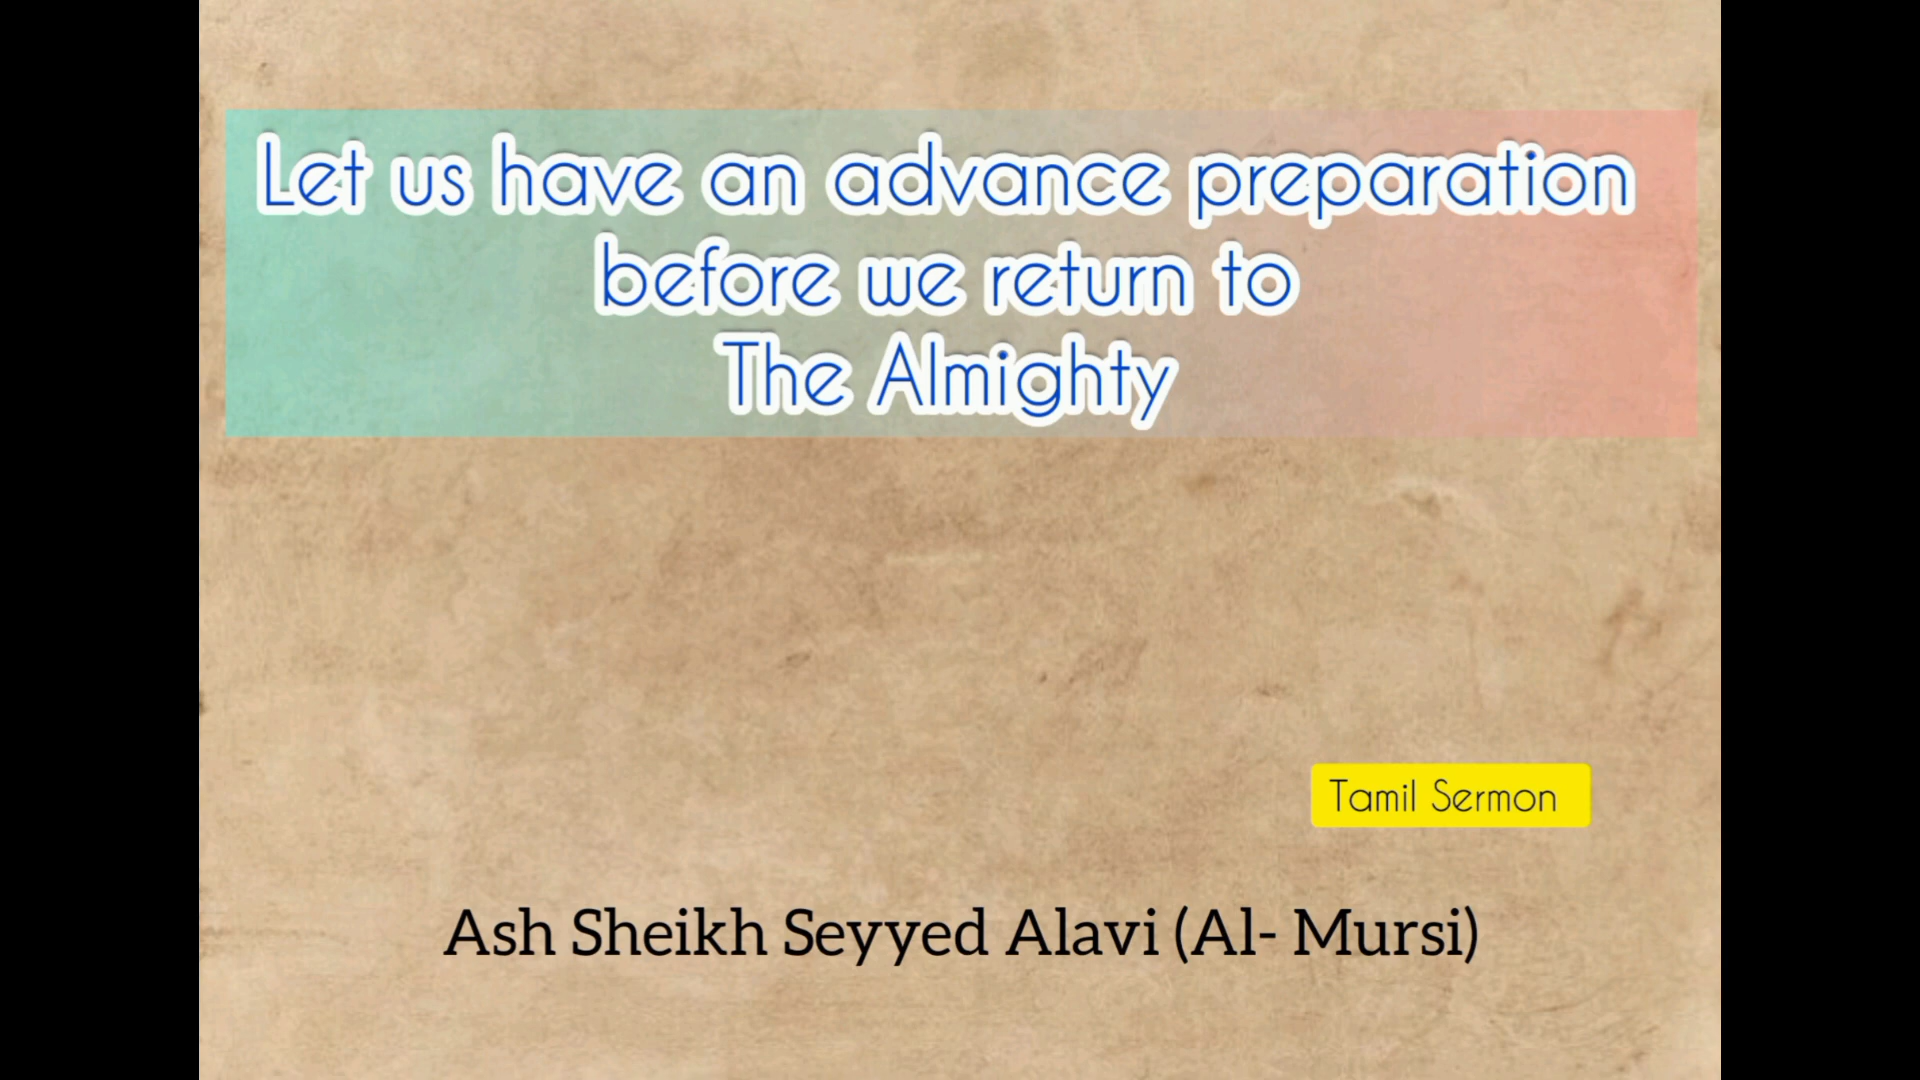 Let us have an advance preparation
before we return to
The Almighty
Tamil Sermon
Ash Sheikh Seyyed Alavi (Al- Mursi)